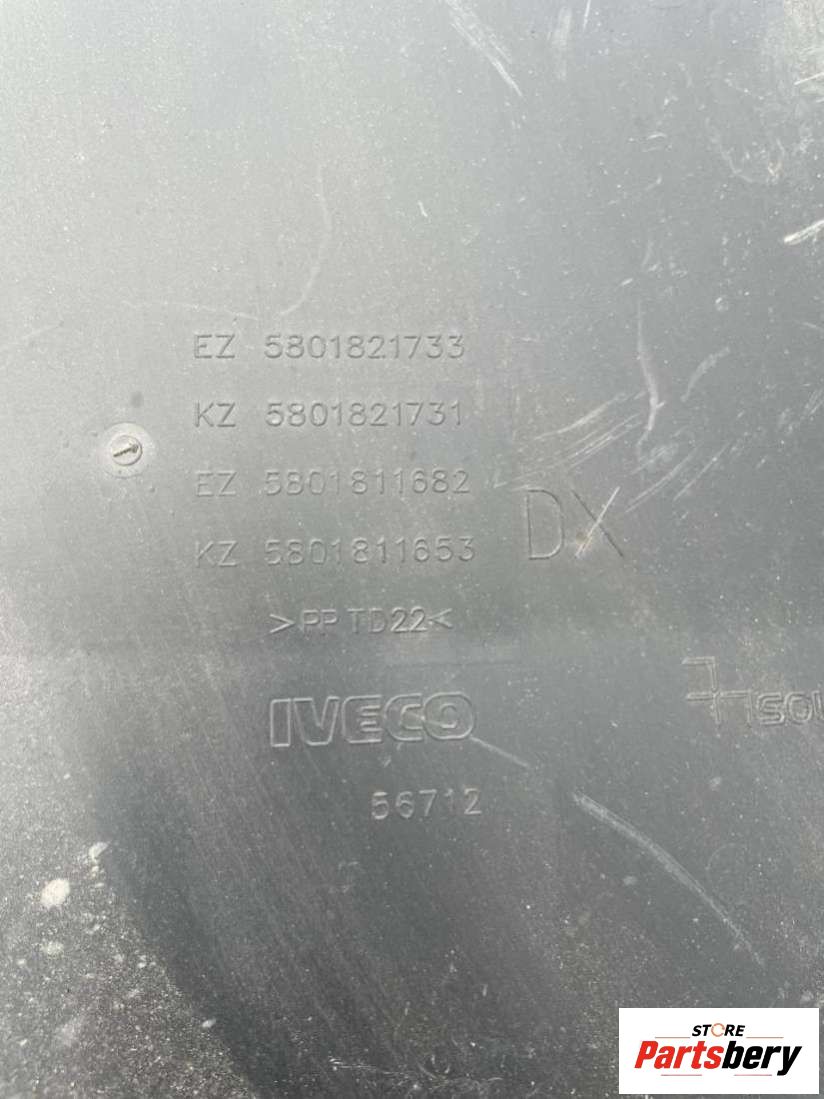 EZ 5801821733
KZ 5801821731
EZ 5801811682
KZ 5801811653
DX
>PP TD22<
IVECO
56712
STORE
Partsbery